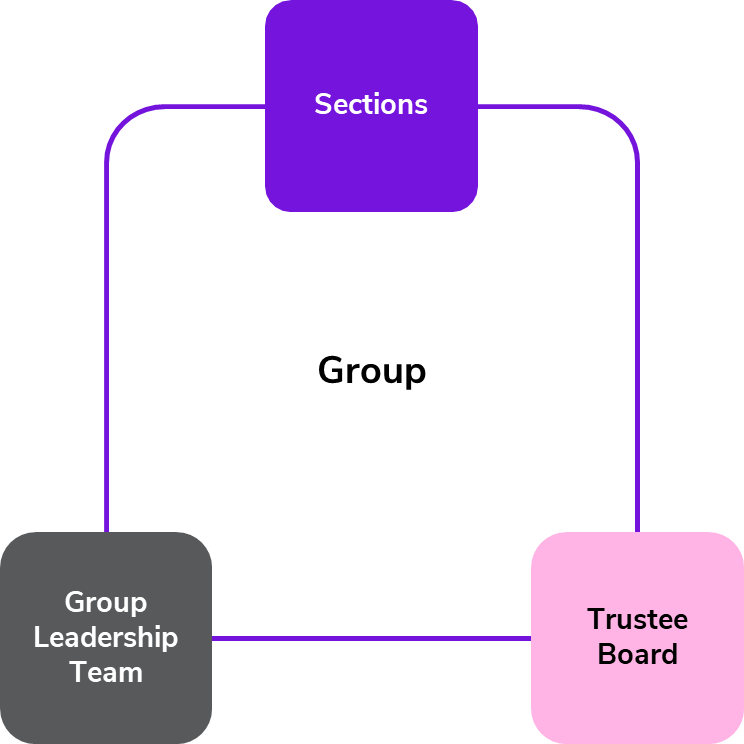 Sections
Group
Group
Leadership
Team
Trustee
Board